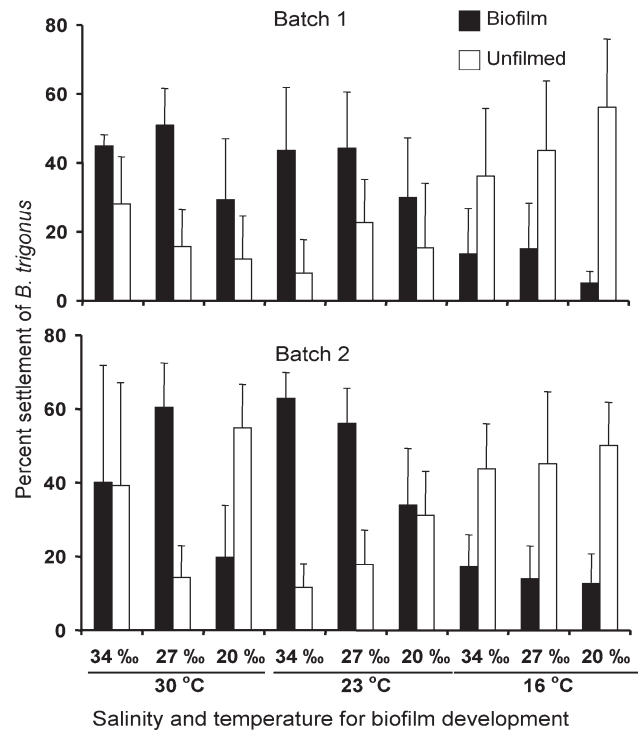 Batch 1
Biofilm
Unfilmed
80
60
40
20
0
Percent settlement of B. trigonus
Batch 2
80
60
40
20
0
34 ‰ 27 ‰ 20 ‰ 34 ‰ 27 ‰ 20 ‰ 34 ‰ 27 ‰ 20 ‰
30 °C 23 °C 16 °C
Salinity and temperature for biofilm development